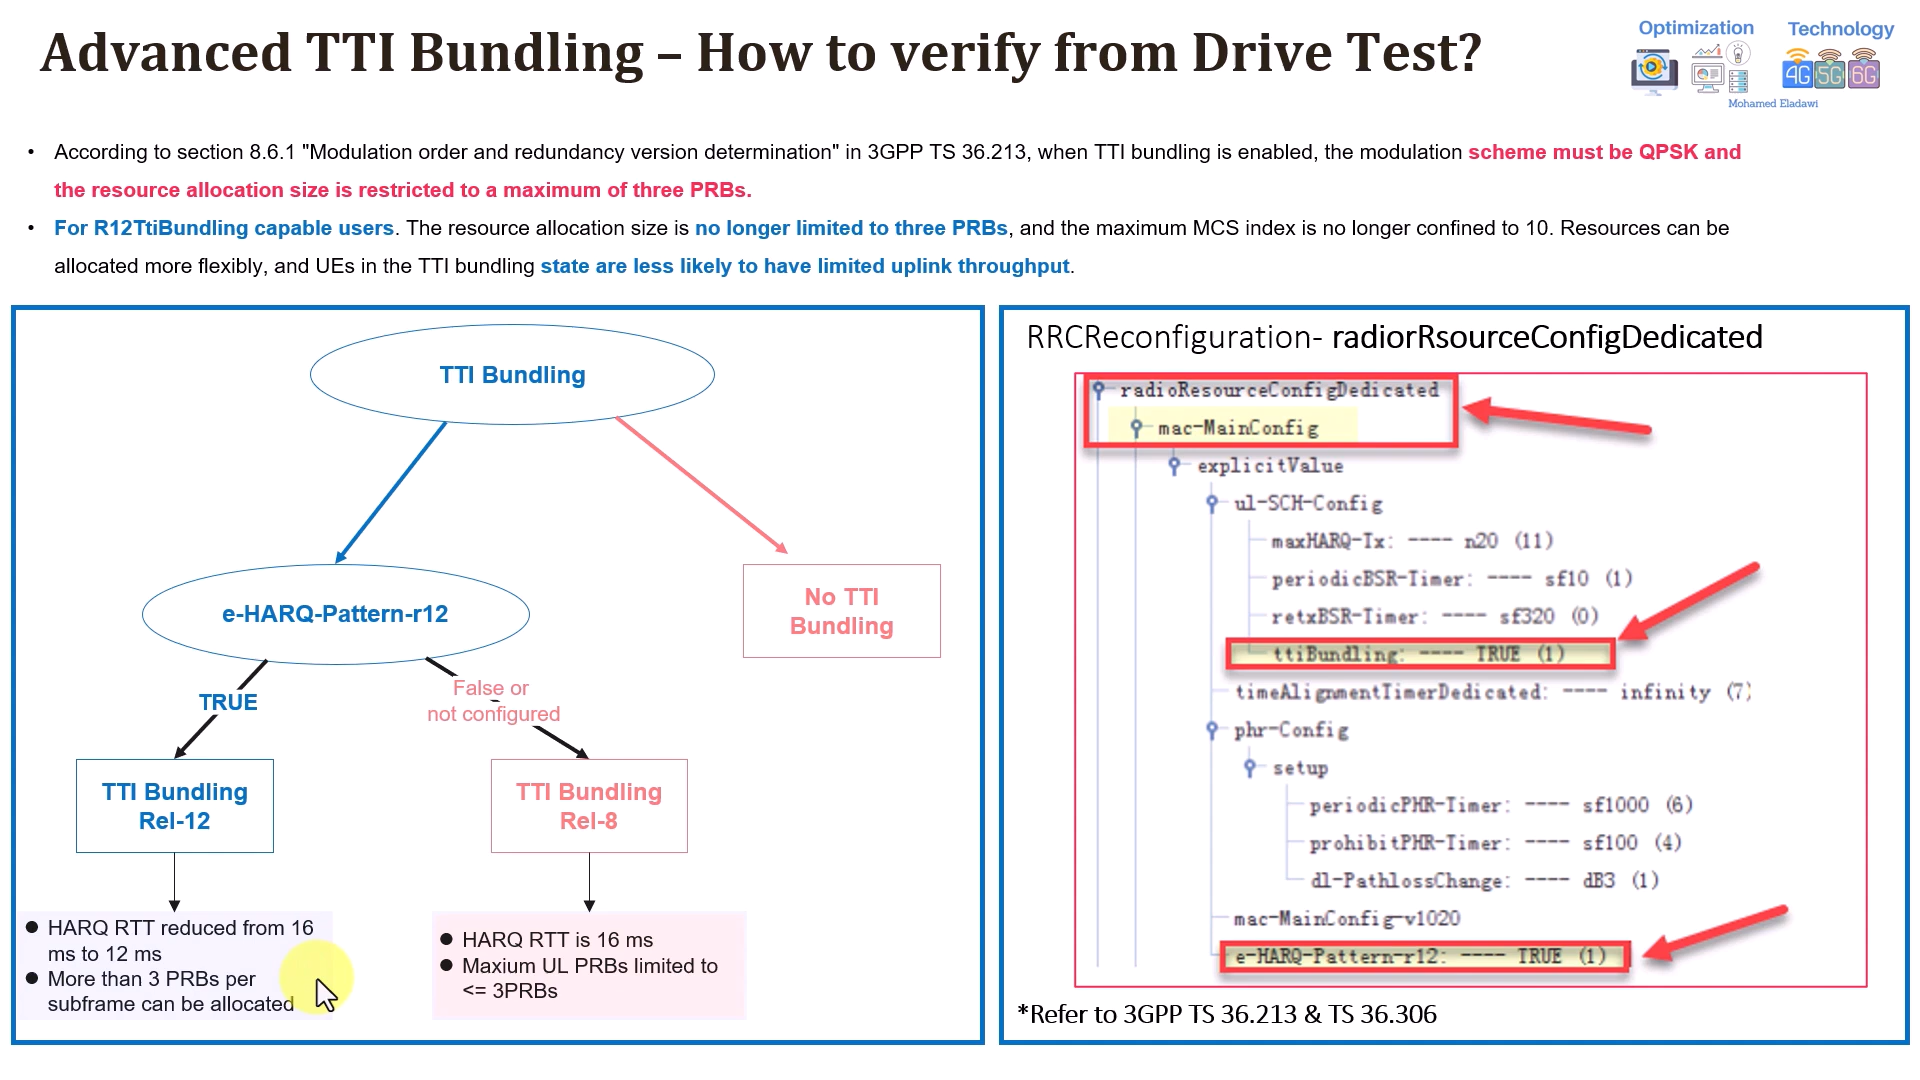 Advanced TTI Bundling – How to verify from Drive Test?
Optimization
Technology
4G 5G 6G
Mohamed Eladawi
• According to section 8.6.1 "Modulation order and redundancy version determination" in 3GPP TS 36.213, when TTI bundling is enabled, the modulation scheme must be QPSK and
the resource allocation size is restricted to a maximum of three PRBs.
• For R12TtiBundling capable users. The resource allocation size is no longer limited to three PRBs, and the maximum MCS index is no longer confined to 10. Resources can be
allocated more flexibly, and UEs in the TTI bundling state are less likely to have limited uplink throughput.
TTI Bundling
e-HARQ-Pattern-r12
No TTI
Bundling
TRUE
False or
not configured
TTI Bundling
Rel-12
TTI Bundling
Rel-8
● HARQ RTT reduced from 16
ms to 12 ms
● More than 3 PRBs per
subframe can be allocated
● HARQ RTT is 16 ms
● Maxium UL PRBs limited to
<= 3PRBs
RRCReconfiguration- radiorRsourceConfigDedicated
radioResourceConfigDedicated
mac-MainConfig
explicitValue
ul-SCH-Config
maxHARQ-Tx: ---- n20 (11)
periodicBSR-Timer: ---- sf10 (1)
retxBSR-Timer: ---- sf320 (0)
ttiBundling: ---- TRUE (1)
timeAlignmentTimerDedicated: ---- infinity (7)
phr-Config
setup
periodicPHR-Timer: ---- sf1000 (6)
prohibitPHR-Timer: ---- sf100 (4)
dl-PathlossChange: ---- dB3 (1)
mac-MainConfig-v1020
e-HARQ-Pattern-r12: ---- TRUE (1)
*Refer to 3GPP TS 36.213 & TS 36.306